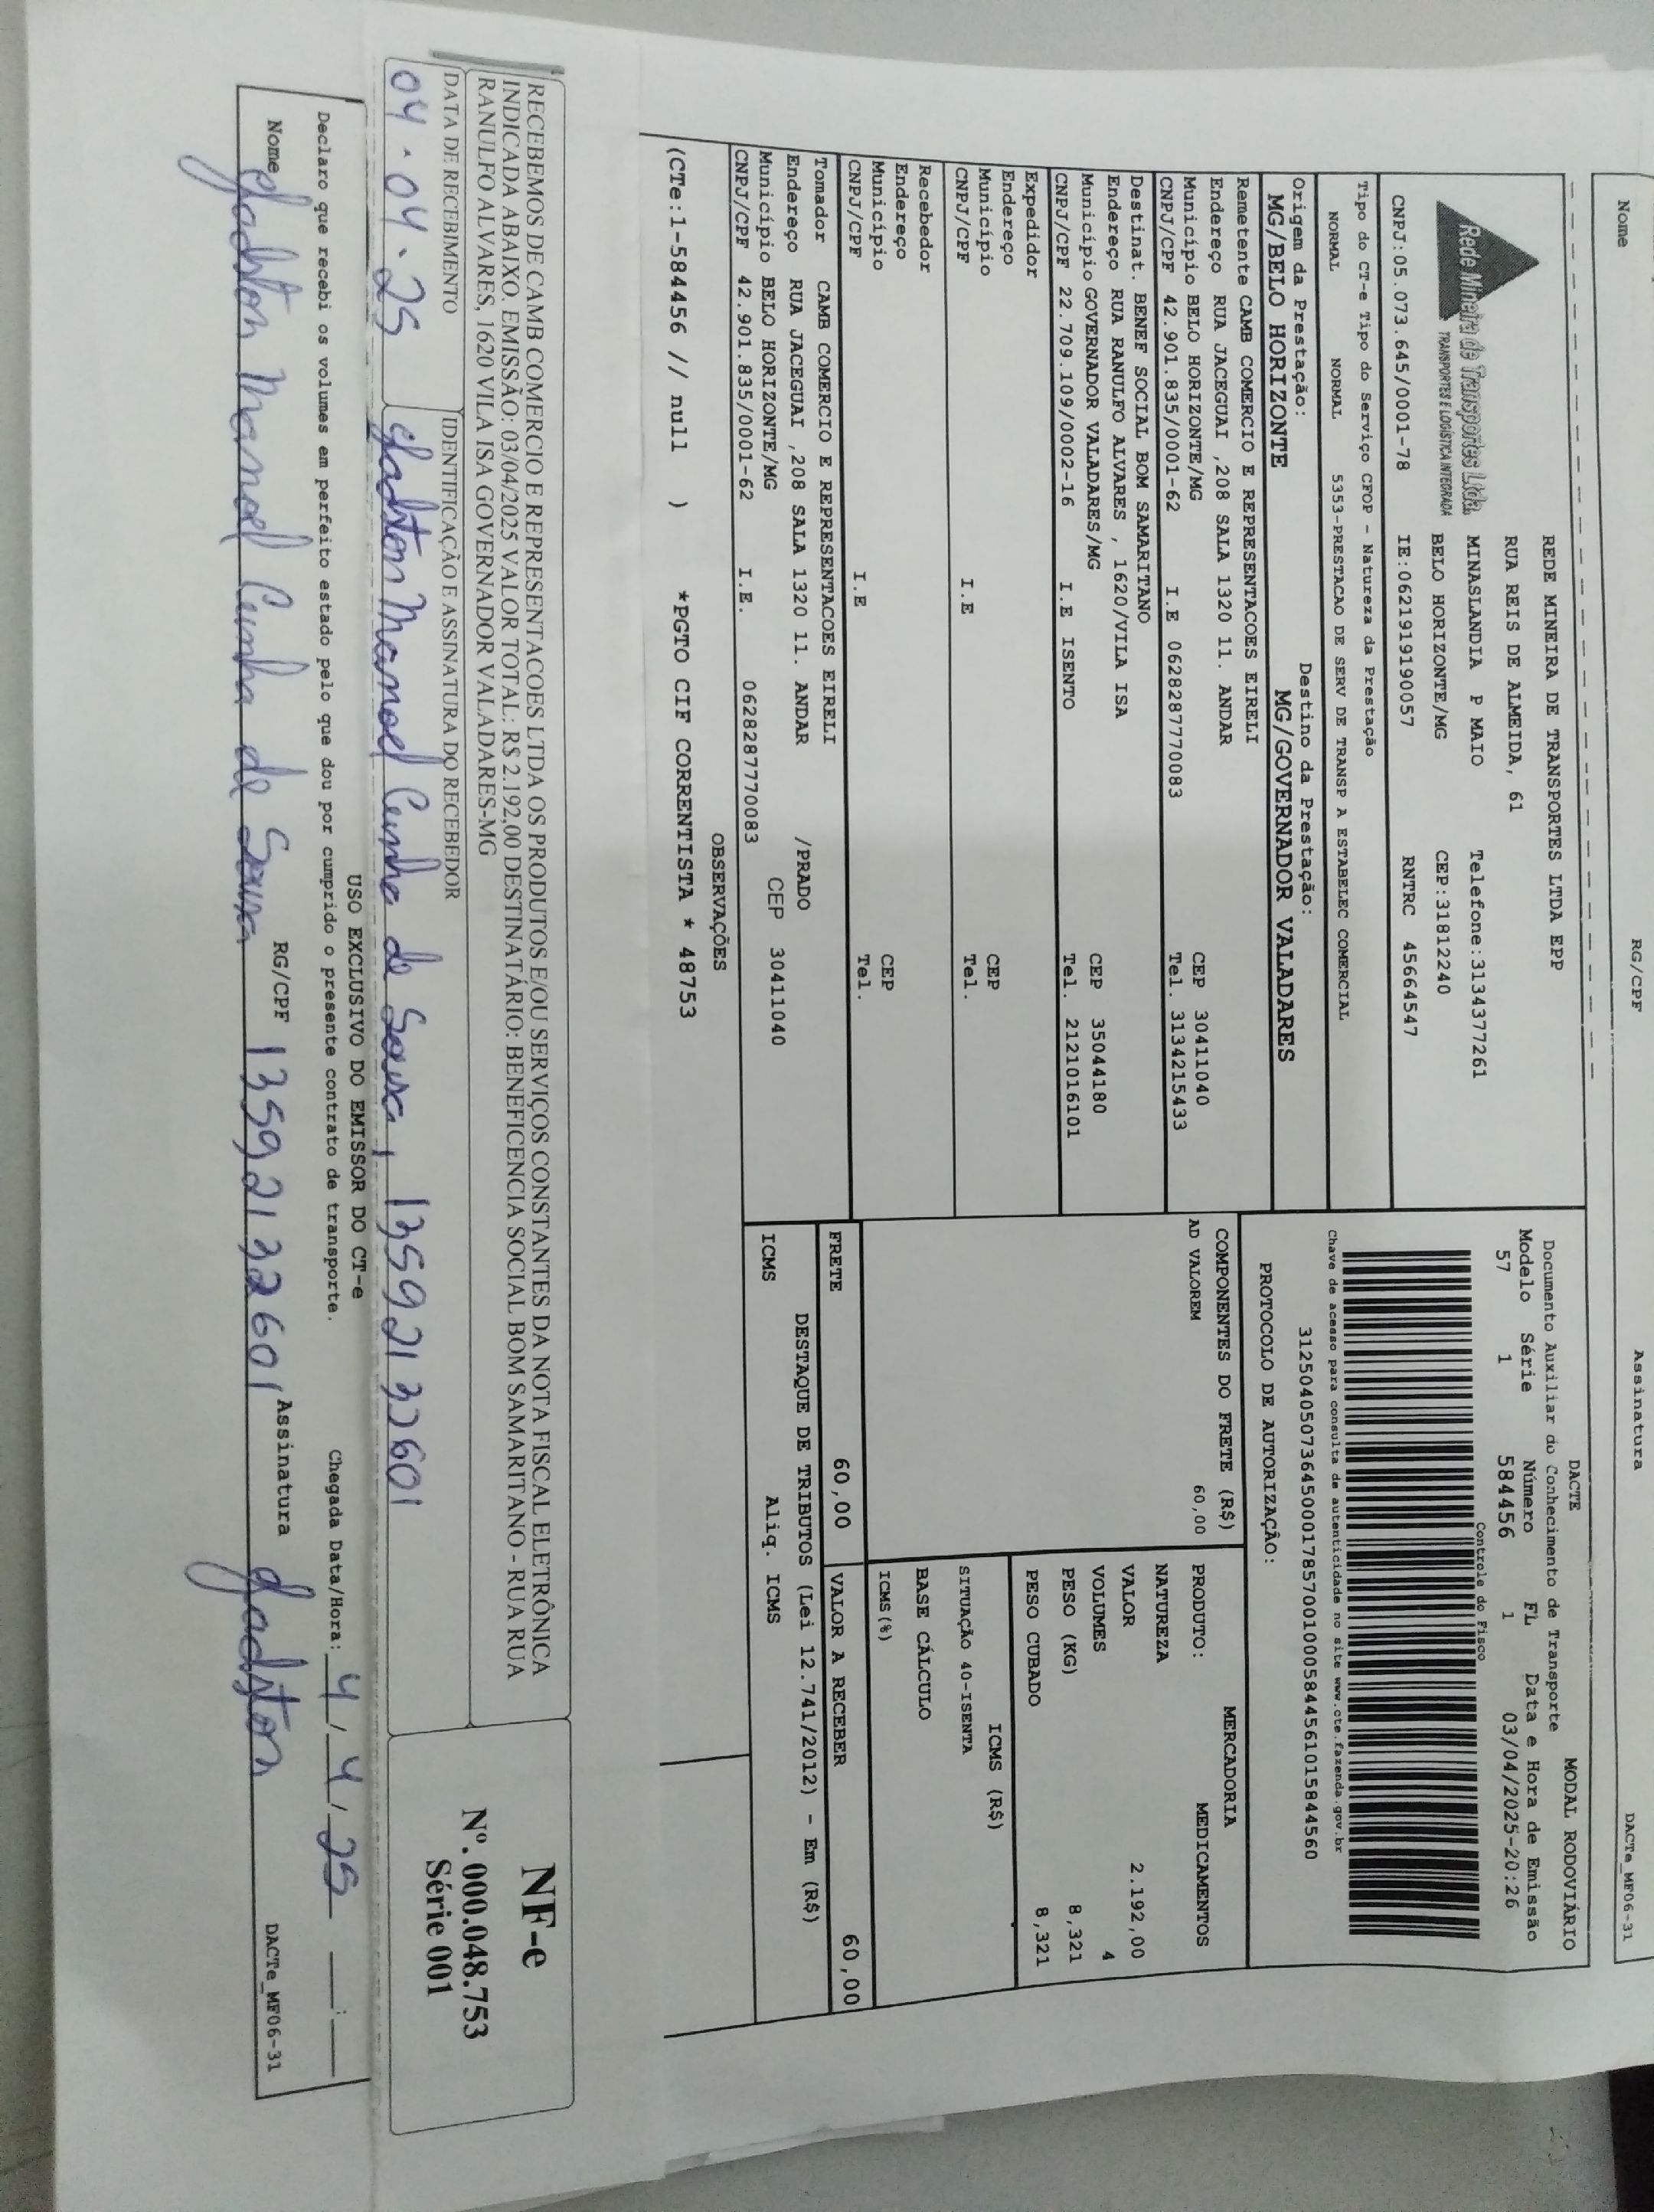 Nome RG/CPF Assinatura DACTe_MF06-31
Rede Mineira de Transportes Ltda.
TRANSPORTES E LOGÍSTICA INTEGRADA
REDE MINEIRA DE TRANSPORTES LTDA EPP
RUA REIS DE ALMEIDA, 61
MINASLANDIA P MAIO Telefone:3134377261
BELO HORIZONTE/MG CEP:31812240
CNPJ:05.073.645/0001-78 IE:0621919190057 RNTRC 45664547
DACTE MODAL RODOVIÁRIO
Documento Auxiliar do Conhecimento de Transporte
Modelo Série Número FL Data e Hora de Emissão
57 1 584456 1 03/04/2025-20:26
Controle do Fisco
Chave de acesso para consulta de autenticidade no site www.cte.fazenda.gov.br
31250405073645000178570010005844561015844560
PROTOCOLO DE AUTORIZAÇÃO:
Tipo do CT-e Tipo do Serviço CFOP - Natureza da Prestação
NORMAL NORMAL 5353-PRESTACAO DE SERV DE TRANSP A ESTABELEC COMERCIAL
Origem da Prestação: Destino da Prestação:
MG/BELO HORIZONTE MG/GOVERNADOR VALADARES
Remetente CAMB COMERCIO E REPRESENTACOES EIRELI
Endereço RUA JACEGUAI ,208 SALA 1320 11. ANDAR
Município BELO HORIZONTE/MG CEP 30411040
CNPJ/CPF 42.901.835/0001-62 I.E 0628287770083 Tel. 3134215433
Destinat. BENEF SOCIAL BOM SAMARITANO
Endereço RUA RANULFO ALVARES , 1620/VILA ISA
Município GOVERNADOR VALADARES/MG CEP 35044180
CNPJ/CPF 22.709.109/0002-16 I.E ISENTO Tel. 2121016101
Expedidor
Endereço
Município CEP
CNPJ/CPF I.E Tel.
Recebedor
Endereço
Município CEP
CNPJ/CPF I.E Tel.
Tomador CAMB COMERCIO E REPRESENTACOES EIRELI
Endereço RUA JACEGUAI ,208 SALA 1320 11. ANDAR /PRADO
Município BELO HORIZONTE/MG CEP 30411040
CNPJ/CPF 42.901.835/0001-62 I.E. 0628287770083
COMPONENTES DO FRETE (R$)
AD VALOREM 60,00
MERCADORIA
PRODUTO: MEDICAMENTOS
NATUREZA
VALOR 2.192,00
VOLUMES 4
PESO (KG) 8,321
PESO CUBADO 8,321
ICMS (R$)
SITUAÇÃO 40-ISENTA
BASE CÁLCULO
ICMS(%)
FRETE 60,00 VALOR A RECEBER 60,00
DESTAQUE DE TRIBUTOS (Lei 12.741/2012) - Em (R$)
ICMS Aliq. ICMS
OBSERVAÇÕES
(CTe:1-584456 // null ) *PGTO CIF CORRENTISTA * 48753
RECEBEMOS DE CAMB COMERCIO E REPRESENTACOES LTDA OS PRODUTOS E/OU SERVIÇOS CONSTANTES DA NOTA FISCAL ELETRÔNICA
INDICADA ABAIXO. EMISSÃO: 03/04/2025 VALOR TOTAL: R$ 2.192,00 DESTINATÁRIO: BENEFICENCIA SOCIAL BOM SAMARITANO - RUA RUA
RANULFO ALVARES, 1620 VILA ISA GOVERNADOR VALADARES-MG
DATA DE RECEBIMENTO IDENTIFICAÇÃO E ASSINATURA DO RECEBEDOR
04.04.25 Gladston Manoel Cunha de Souza, 13592132601
NF-e
Nº. 000.048.753
Série 001
USO EXCLUSIVO DO EMISSOR DO CT-e
Declaro que recebi os volumes em perfeito estado pelo que dou por cumprido o presente contrato de transporte. Chegada Data/Hora: 4/4/25 __:__
Nome Gladston Manoel Cunha de Souza RG/CPF 13592132601 Assinatura Gladston DACTe_MF06-31